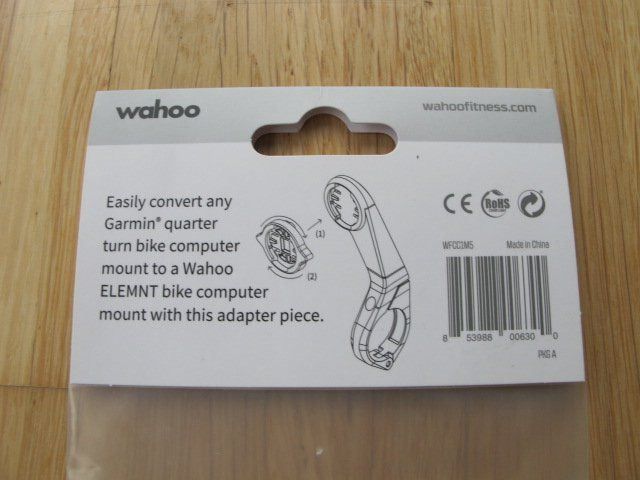 wahoo
wahoofitness.com
Easily convert any
Garmin® quarter
turn bike computer
mount to a Wahoo
ELEMNT bike computer
mount with this adapter piece.
(1)
(2)
CE
RoHS
WFCC1M5 Made in China
8 53988 00630 0
PKG A